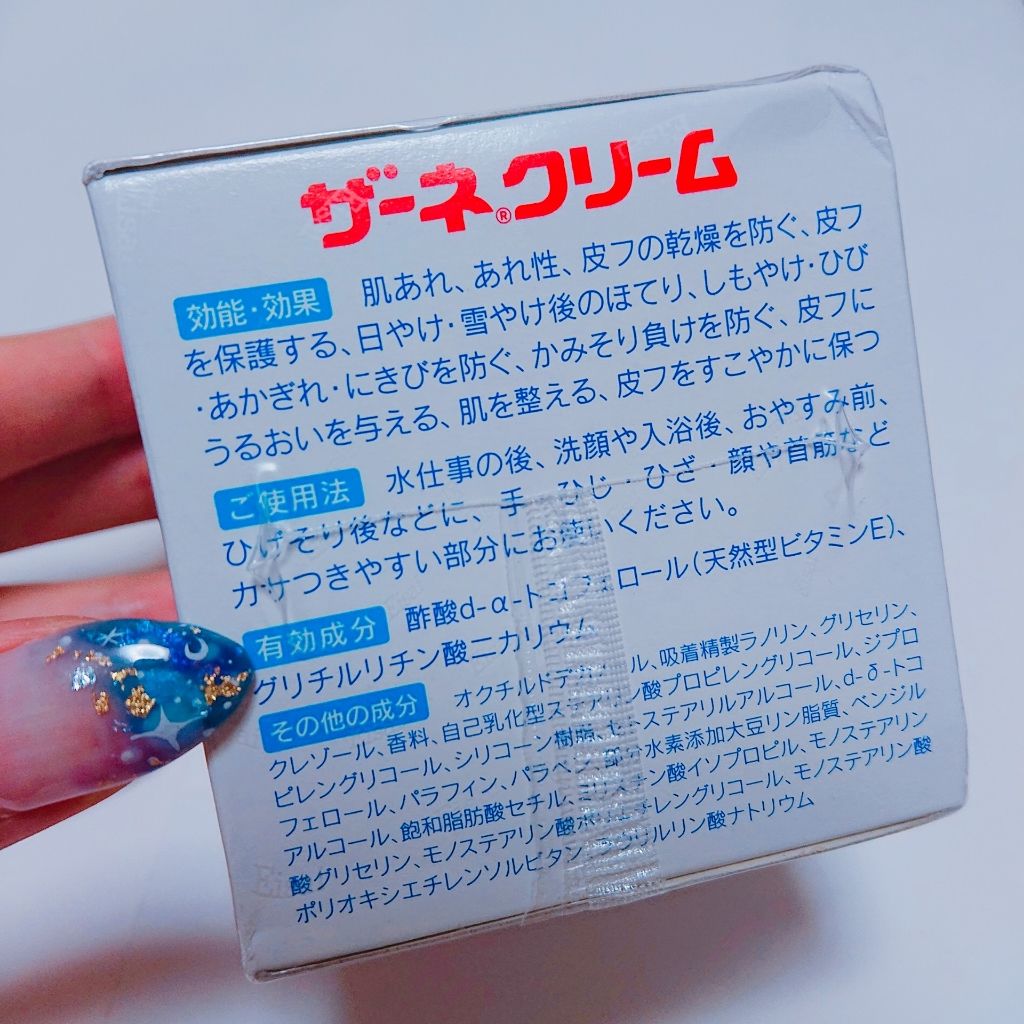 ザーネ®クリーム
効能・効果 肌あれ、あれ性、皮フの乾燥を防ぐ、皮フ
を保護する、日やけ・雪やけ後のほてり、しもやけ・ひび
・あかぎれ・にきびを防ぐ、かみそり負けを防ぐ、皮フに
うるおいを与える、肌を整える、皮フをすこやかに保つ
ご使用法 水仕事の後、洗顔や入浴後、おやすみ前、
ひげそり後などに、手・ひじ・ひざ・顔や首筋など
カサつきやすい部分にお使いください。
有効成分 酢酸d-α-トコフェロール(天然型ビタミンE)、
グリチルリチン酸二カリウム
その他の成分 オクチルドデカノール、吸着精製ラノリン、グリセリン、
クレゾール、香料、自己乳化型ステアリン酸プロピレングリコール、ジプロ
ピレングリコール、シリコーン樹脂、セトステアリルアルコール、d-δ-トコ
フェロール、パラフィン、パラベン、部分水素添加大豆リン脂質、ベンジル
アルコール、飽和脂肪酸セチル、ミリスチン酸イソプロピル、モノステアリン
酸グリセリン、モノステアリン酸ポリエチレングリコール、モノステアリン酸
ポリオキシエチレンソルビタン、ラウリルリン酸ナトリウム